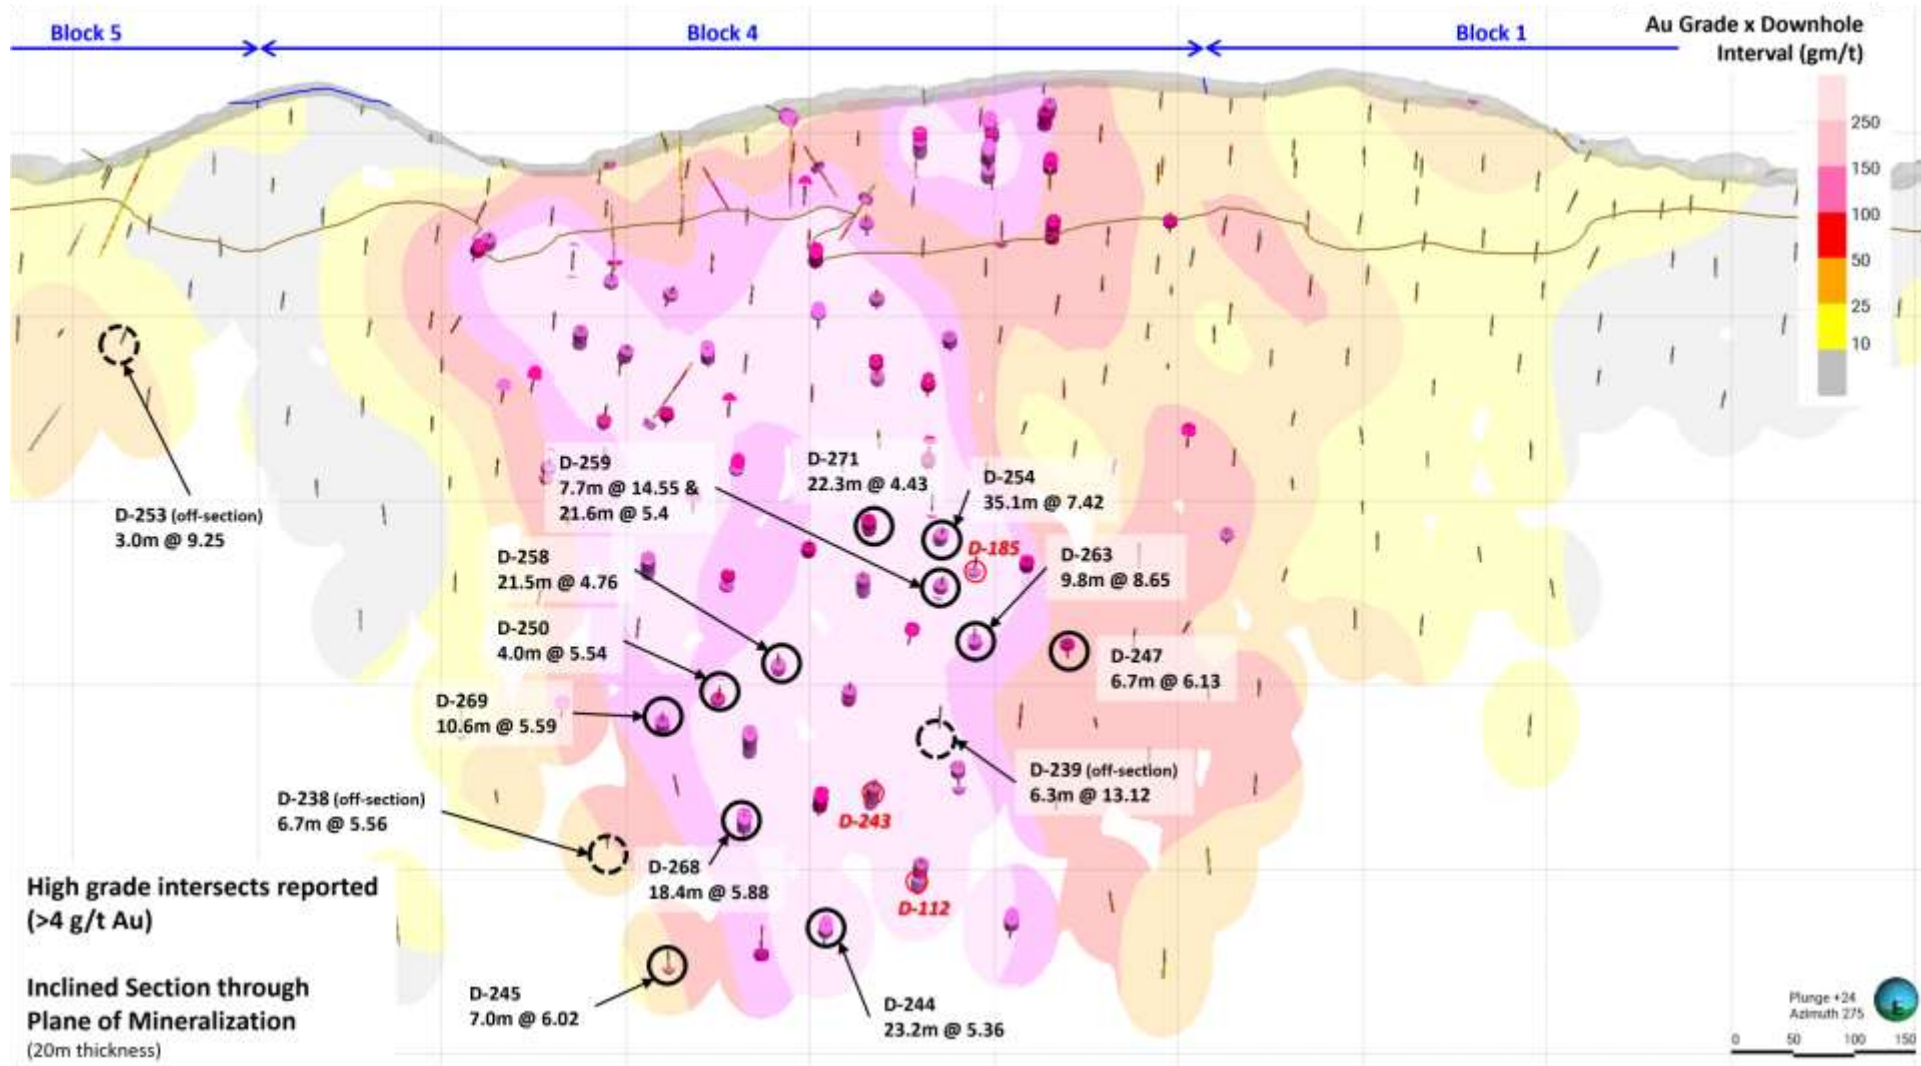 Block 5
Block 4
Block 1
Au Grade x Downhole
Interval (gm/t)
250
150
100
50
25
10
D-259
7.7m @ 14.55 &
21.6m @ 5.4
D-271
22.3m @ 4.43
D-254
35.1m @ 7.42
D-253 (off-section)
3.0m @ 9.25
D-185
D-258
21.5m @ 4.76
D-263
9.8m @ 8.65
D-250
4.0m @ 5.54
D-247
6.7m @ 6.13
D-269
10.6m @ 5.59
D-239 (off-section)
6.3m @ 13.12
D-238 (off-section)
6.7m @ 5.56
D-243
D-268
18.4m @ 5.88
D-112
High grade intersects reported
(>4 g/t Au)
Inclined Section through
Plane of Mineralization
(20m thickness)
D-245
7.0m @ 6.02
D-244
23.2m @ 5.36
Plunge +24
Azimuth 275
0 50 100 150